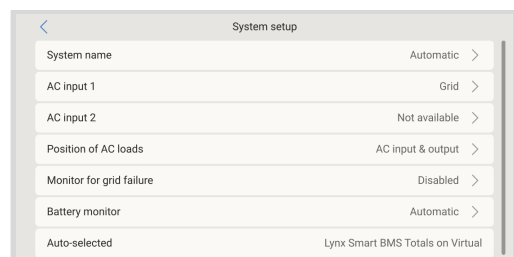 System setup
System name Automatic
AC input 1 Grid
AC input 2 Not available
Position of AC loads AC input & output
Monitor for grid failure Disabled
Battery monitor Automatic
Auto-selected Lynx Smart BMS Totals on Virtual